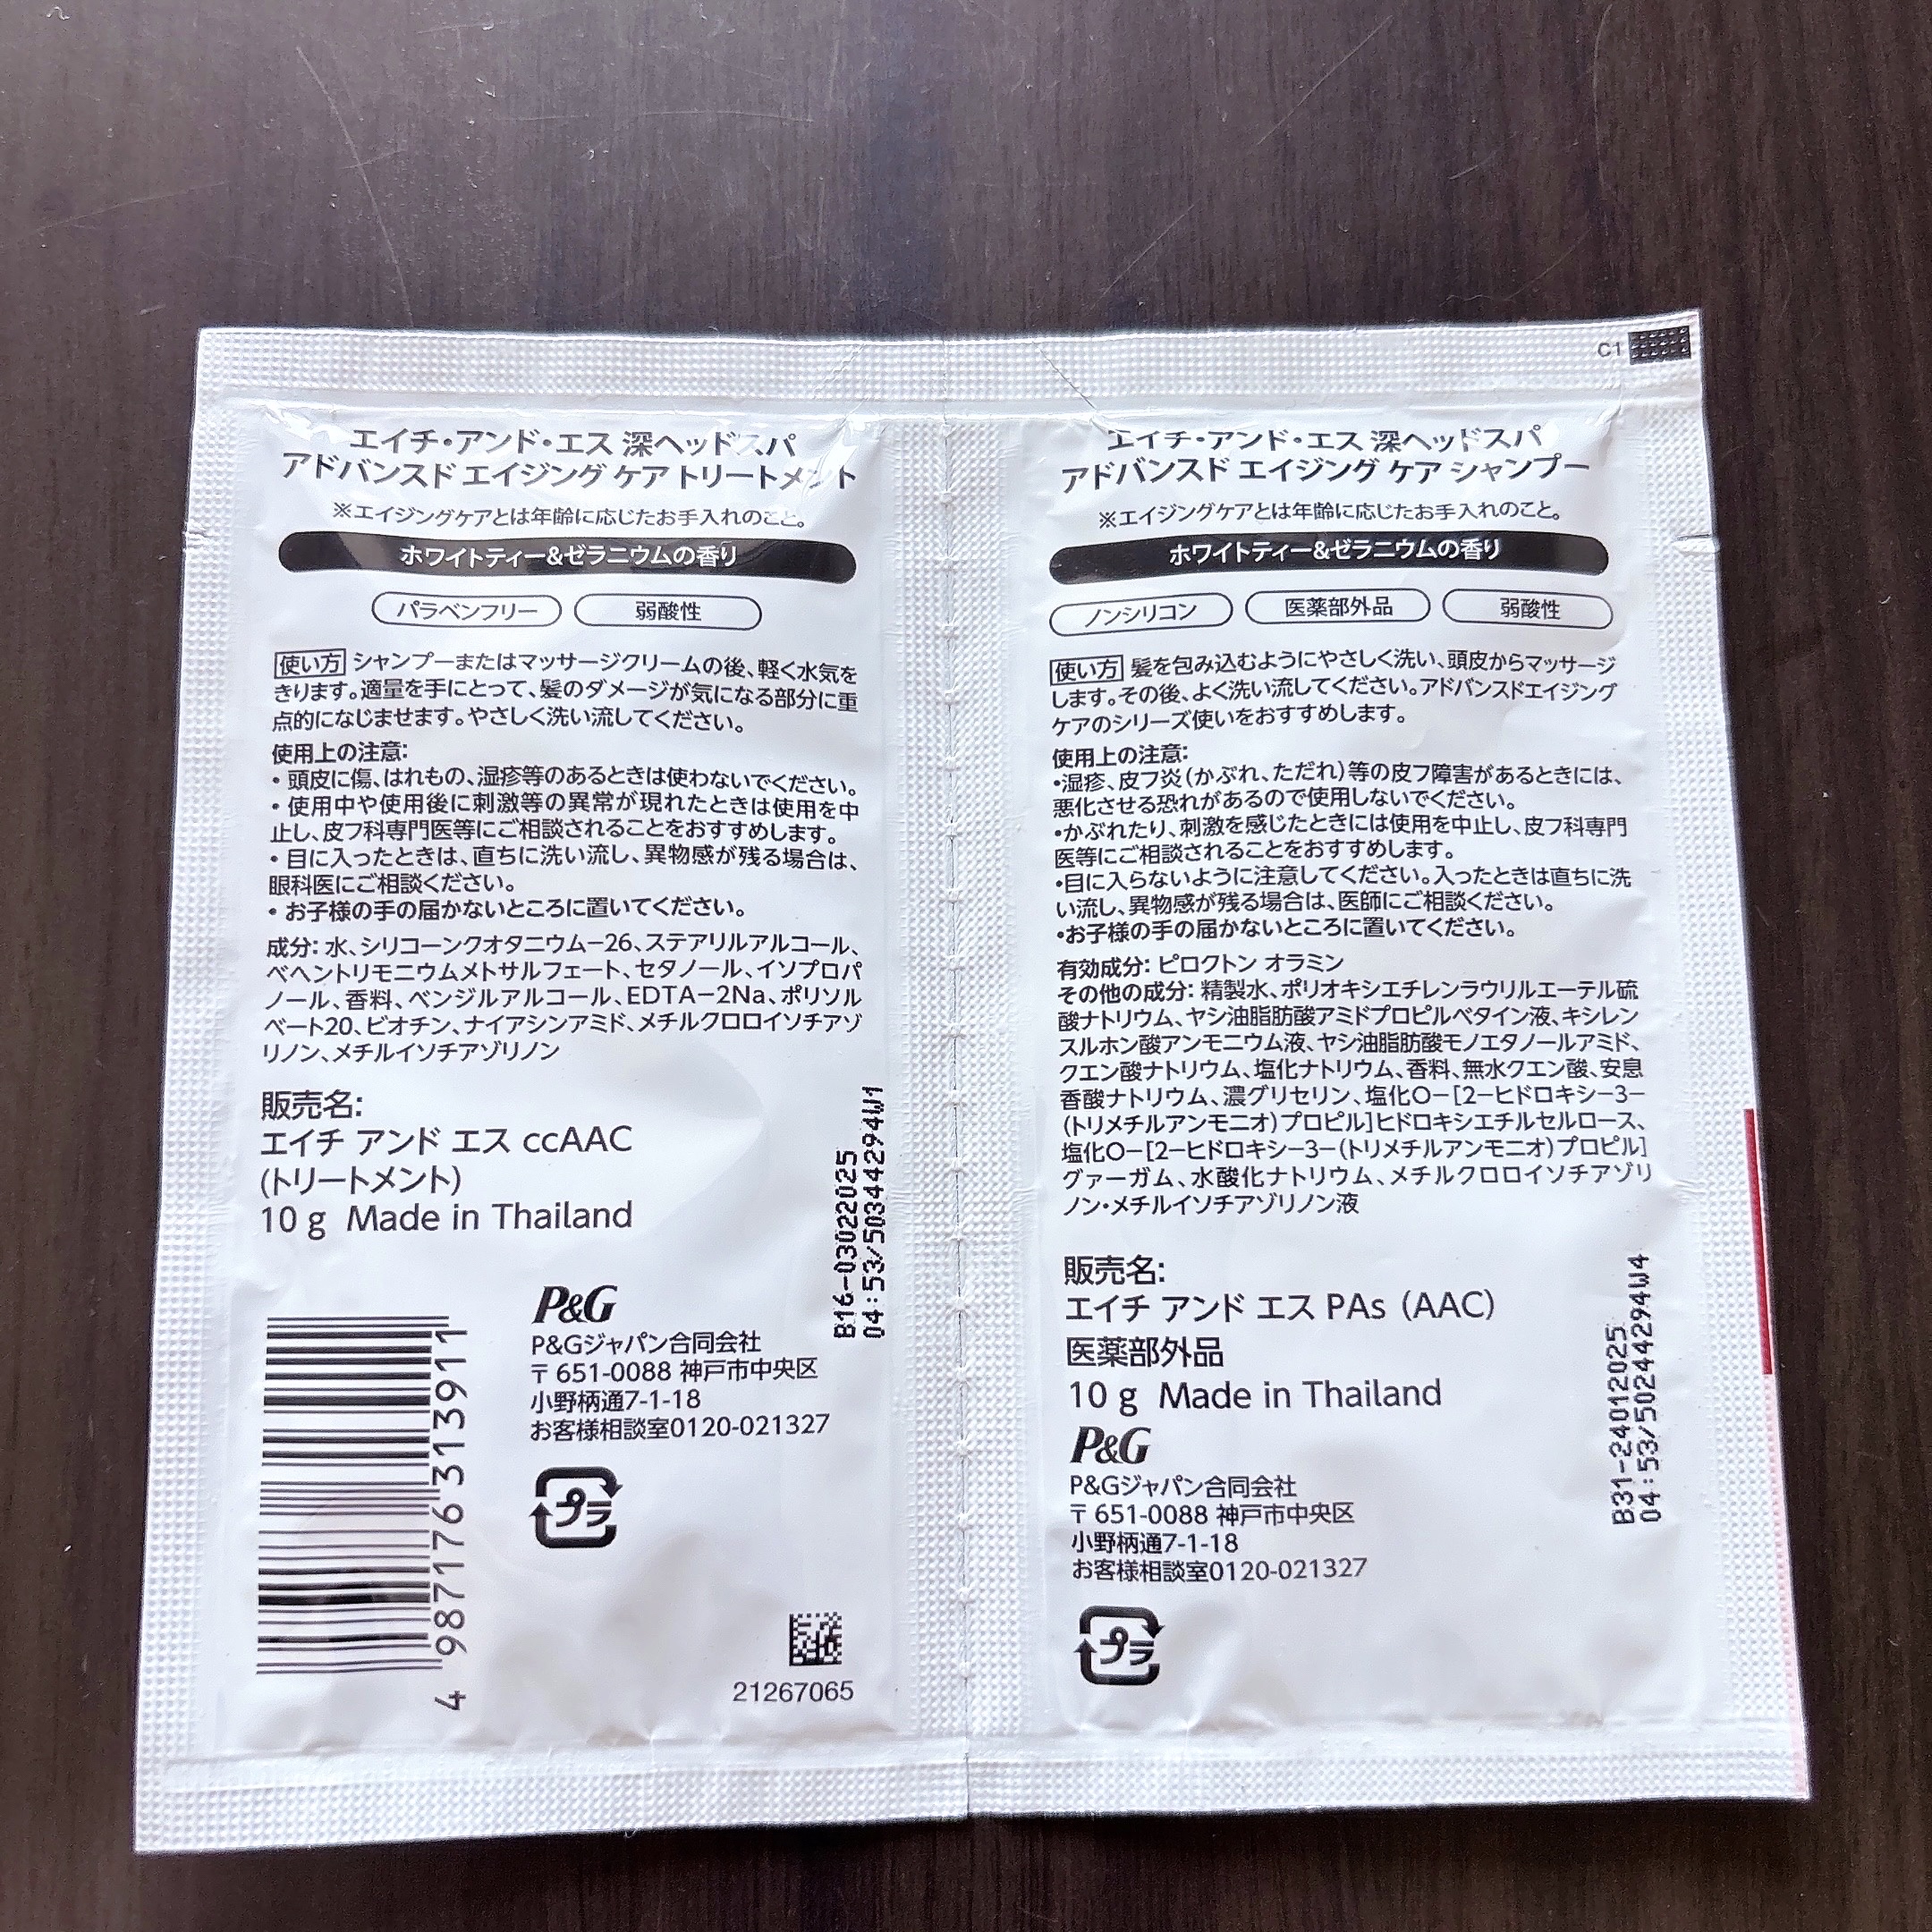 C1
エイチ・アンド・エス 深ヘッドスパ
アドバンスド エイジング ケア トリートメント
※エイジングケアとは年齢に応じたお手入れのこと。
ホワイトティー&ゼラニウムの香り
パラベンフリー
弱酸性
使い方 シャンプーまたはマッサージクリームの後、軽く水気を
きります。適量を手にとって、髪のダメージが気になる部分に重
点的になじませます。やさしく洗い流してください。
使用上の注意:
・頭皮に傷、はれもの、湿疹等のあるときは使わないでください。
・使用中や使用後に刺激等の異常が現れたときは使用を中
止し、皮フ科専門医等にご相談されることをおすすめします。
・目に入ったときは、直ちに洗い流し、異物感が残る場合は、
眼科医にご相談ください。
・お子様の手の届かないところに置いてください。
成分: 水、シリコーンクオタニウム−26、ステアリルアルコール、
ベヘントリモニウムメトサルフェート、セタノール、イソプロパ
ノール、香料、ベンジルアルコール、EDTA−2Na、ポリソル
ベート20、ビオチン、ナイアシンアミド、メチルクロロイソチアゾ
リノン、メチルイソチアゾリノン
販売名:
エイチ アンド エス ccAAC
(トリートメント)
10 g Made in Thailand
B16-03022025
04:53/50344294W1
4 987176 313911
P&G
P&Gジャパン合同会社
〒651-0088 神戸市中央区
小野柄通7-1-18
お客様相談室0120-021327
プラ
21267065
エイチ・アンド・エス 深ヘッドスパ
アドバンスド エイジング ケア シャンプー
※エイジングケアとは年齢に応じたお手入れのこと。
ホワイトティー&ゼラニウムの香り
ノンシリコン
医薬部外品
弱酸性
使い方 髪を包み込むようにやさしく洗い、頭皮からマッサージ
します。その後、よく洗い流してください。アドバンスドエイジング
ケアのシリーズ使いをおすすめします。
使用上の注意:
・湿疹、皮フ炎(かぶれ、ただれ)等の皮フ障害があるときには、
悪化させる恐れがあるので使用しないでください。
・かぶれたり、刺激を感じたときには使用を中止し、皮フ科専門
医等にご相談されることをおすすめします。
・目に入らないように注意してください。入ったときは直ちに洗
い流し、異物感が残る場合は、医師にご相談ください。
・お子様の手の届かないところに置いてください。
有効成分: ピロクトン オラミン
その他の成分: 精製水、ポリオキシエチレンラウリルエーテル硫
酸ナトリウム、ヤシ油脂肪酸アミドプロピルベタイン液、キシレン
スルホン酸アンモニウム液、ヤシ油脂肪酸モノエタノールアミド、
クエン酸ナトリウム、塩化ナトリウム、香料、無水クエン酸、安息
香酸ナトリウム、濃グリセリン、塩化O−[2−ヒドロキシ−3−
(トリメチルアンモニオ)プロピル]ヒドロキシエチルセルロース、
塩化O−[2−ヒドロキシ−3−(トリメチルアンモニオ)プロピル]
グァーガム、水酸化ナトリウム、メチルクロロイソチアゾリ
ノン・メチルイソチアゾリノン液
販売名:
エイチ アンド エス PAs (AAC)
医薬部外品
10 g Made in Thailand
P&G
P&Gジャパン合同会社
〒651-0088 神戸市中央区
小野柄通7-1-18
お客様相談室0120-021327
プラ
B31-24012025
04:53/50244294W4